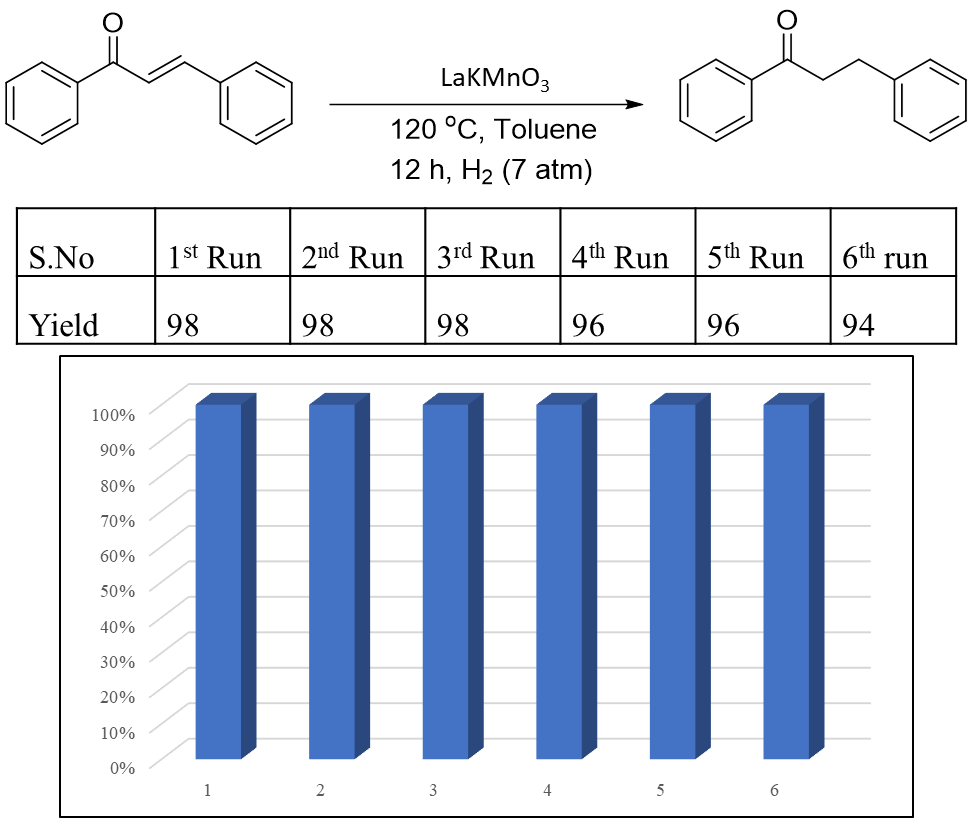 O
O
LaKMnO₃
120 ᵒC, Toluene
12 h, H₂ (7 atm)
S.No 1ˢᵗ Run 2ⁿᵈ Run 3ʳᵈ Run 4ᵗʰ Run 5ᵗʰ Run 6ᵗʰ run
Yield 98 98 98 96 96 94
100%
90%
80%
70%
60%
50%
40%
30%
20%
10%
0%
1 2 3 4 5 6